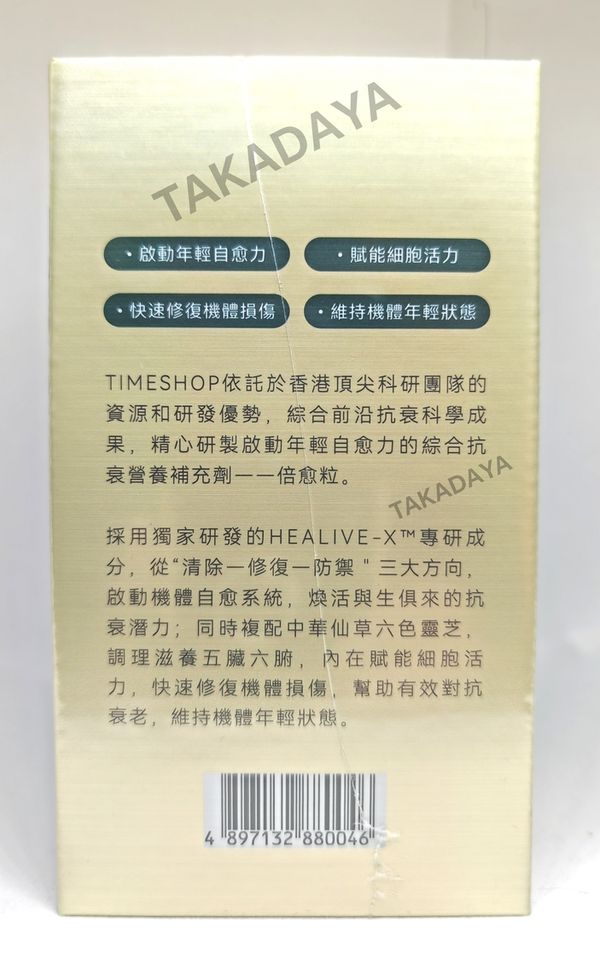 TAKADAYA
·啟動年輕自愈力
·賦能細胞活力
·快速修復機體損傷
·維持機體年輕狀態
TIMESHOP依託於香港頂尖科研團隊的
資源和研發優勢，綜合前沿抗衰科學成
果，精心研製啟動年輕自愈力的綜合抗
衰營養補充劑一一倍愈粒。
TAKADAYA
採用獨家研發的HEALIVE-X™專研成
分，從“清除一修復一防禦＂三大方向，
啟動機體自愈系統，煥活與生俱來的抗
衰潛力；同時複配中華仙草六色靈芝，
調理滋養五臟六腑，內在賦能細胞活
力，快速修復機體損傷，幫助有效對抗
衰老，維持機體年輕狀態。
4 897132 880046